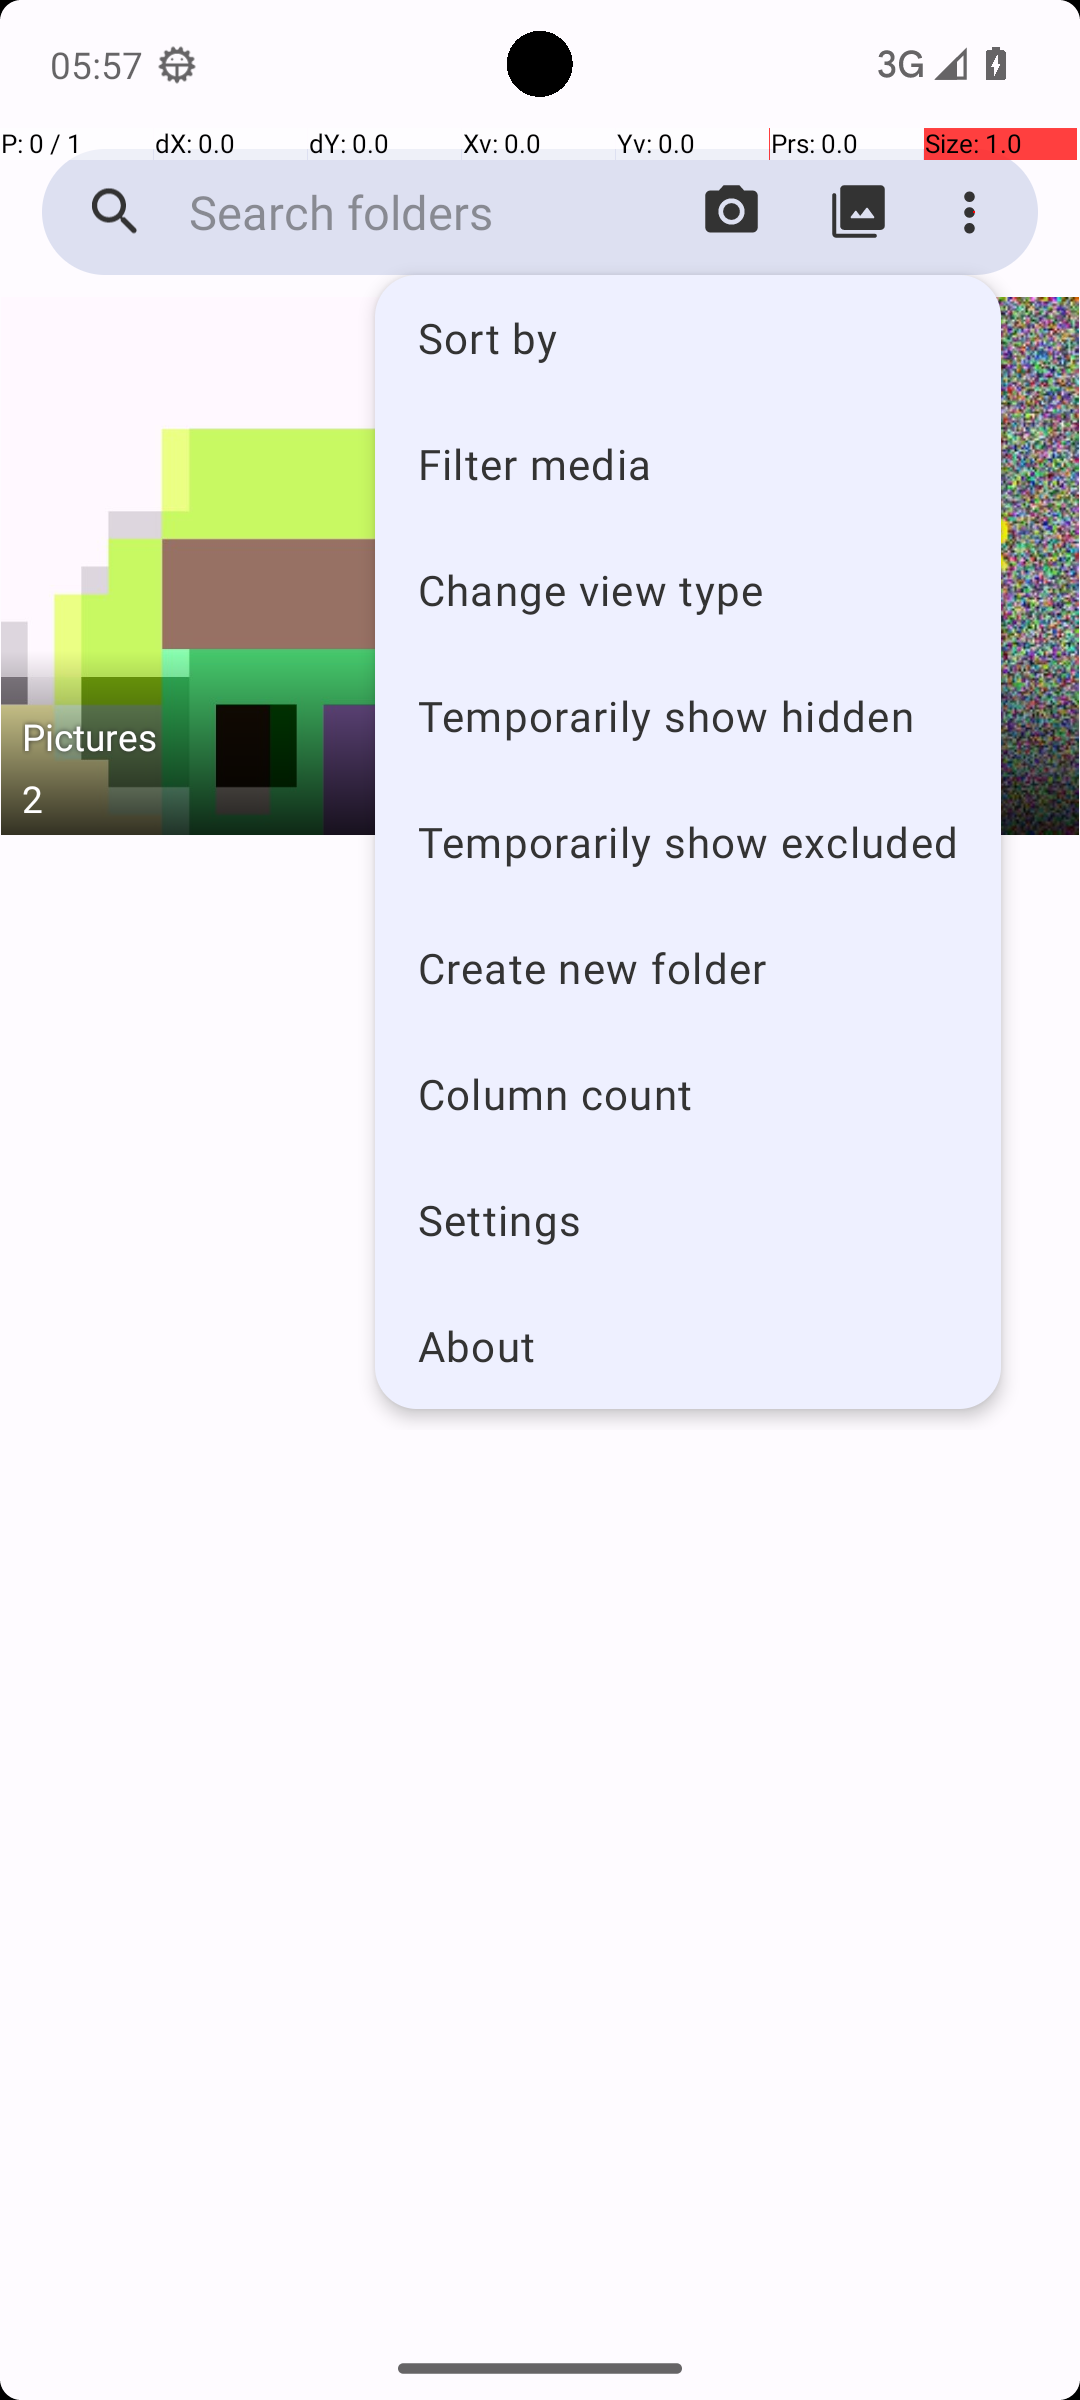 05:57
3G
P: 0 / 1 dX: 0.0 dY: 0.0 Xv: 0.0 Yv: 0.0 Prs: 0.0 Size: 1.0
Search folders
Sort by
Filter media
Change view type
Temporarily show hidden
Temporarily show excluded
Create new folder
Column count
Settings
About
Pictures
2